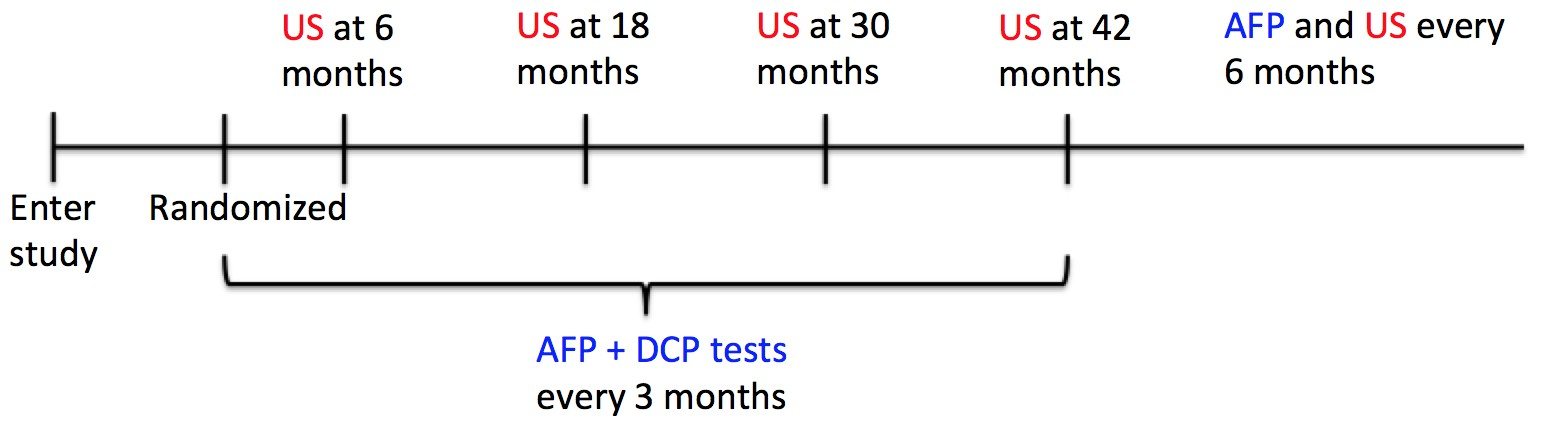 US at 6
months
US at 18
months
US at 30
months
US at 42
months
AFP and US every
6 months
Enter
study
Randomized
AFP + DCP tests
every 3 months